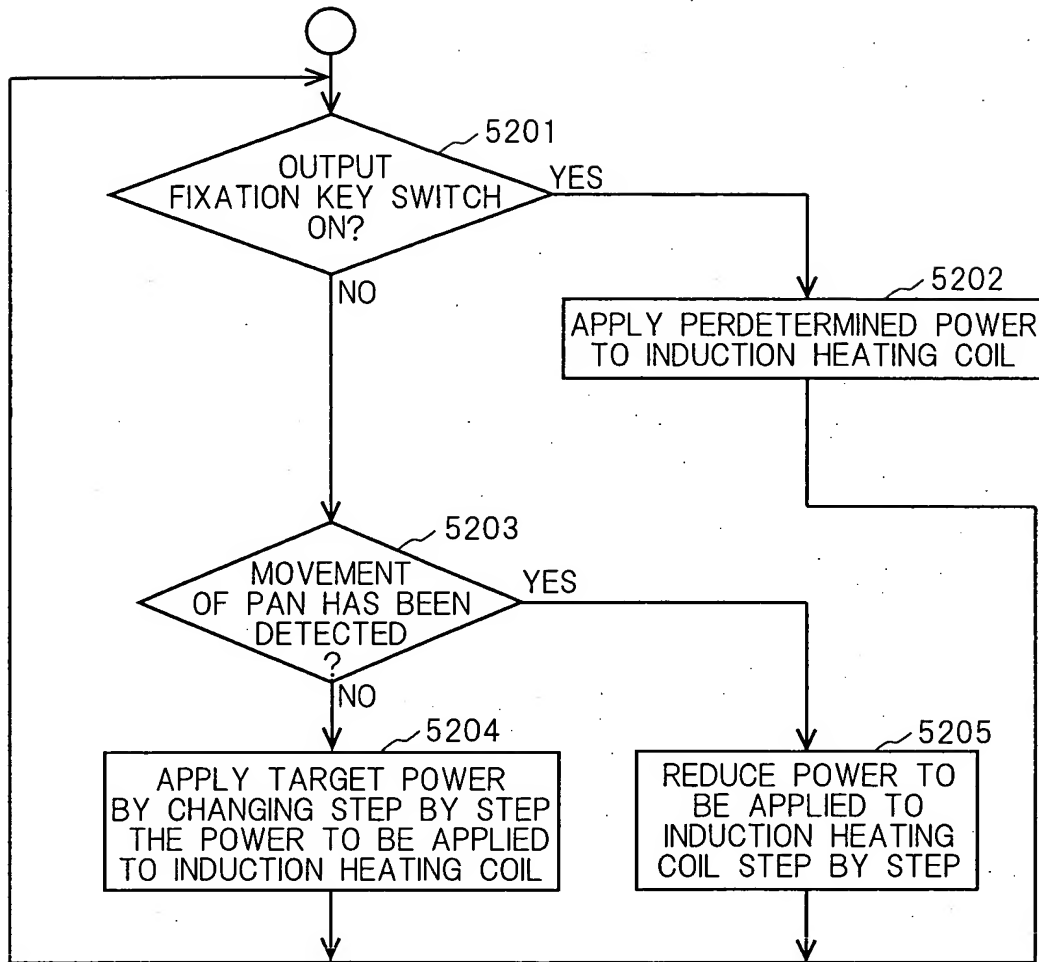 5201
OUTPUT
FIXATION KEY SWITCH
ON?
YES
NO
5202
APPLY PERDETERMINED POWER
TO INDUCTION HEATING COIL
5203
MOVEMENT
OF PAN HAS BEEN
DETECTED
?
YES
NO
5204
APPLY TARGET POWER
BY CHANGING STEP BY STEP
THE POWER TO BE APPLIED
TO INDUCTION HEATING COIL
5205
REDUCE POWER TO
BE APPLIED TO
INDUCTION HEATING
COIL STEP BY STEP